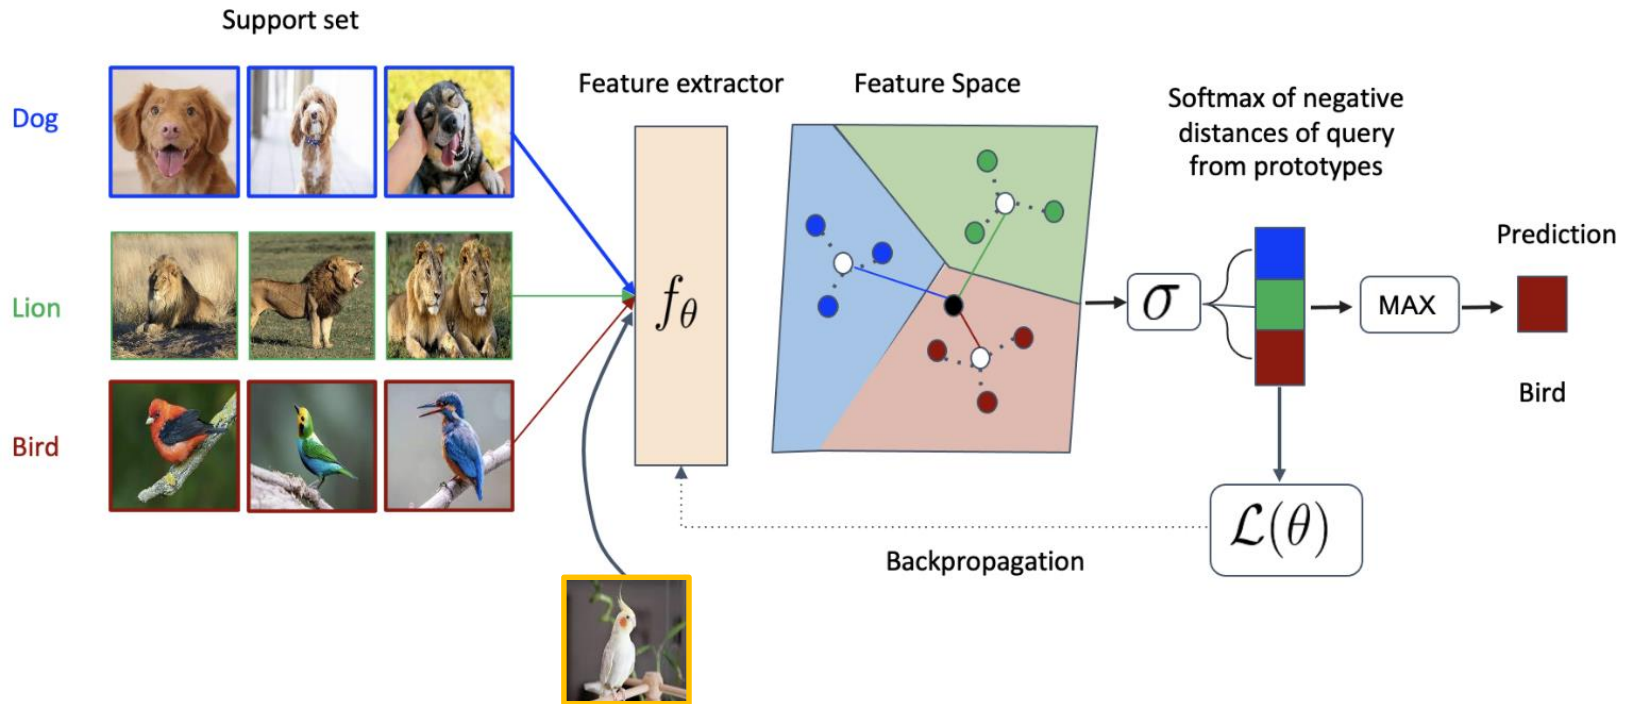 Support set
Dog
Lion
Bird
Feature extractor
f_θ
Feature Space
Softmax of negative
distances of query
from prototypes
σ
MAX
Prediction
Bird
ℒ(θ)
Backpropagation